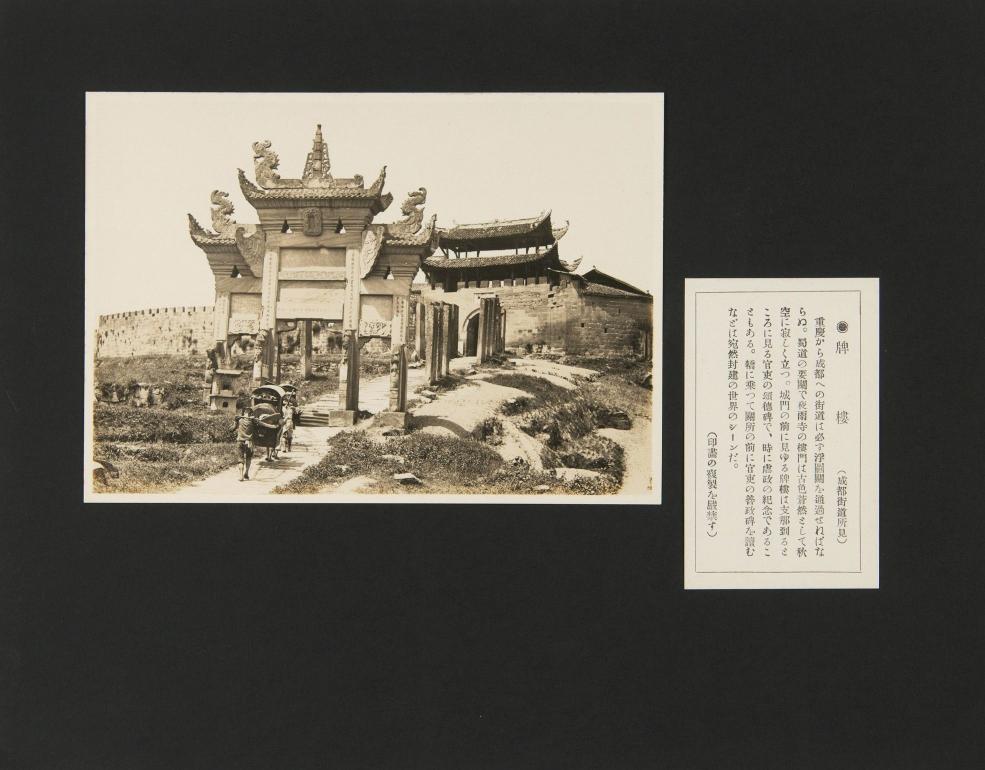 ◉牌樓（成都街道所見）
重慶から成都への街道は必ず浮圖關を通過せねばな
らぬ。蜀道の要關で夜雨寺の樓門は古色蒼然として秋
空に寂しく立つ。城門の前に見ゆる牌樓は支那到ると
ころに見る官吏の頌德碑で、時に虐政の紀念であるこ
ともある。轎に乘つて關所の前に官吏の善政碑を讀む
などは宛然封建の世界のシーンだ。
（印畫の複製を嚴禁す）